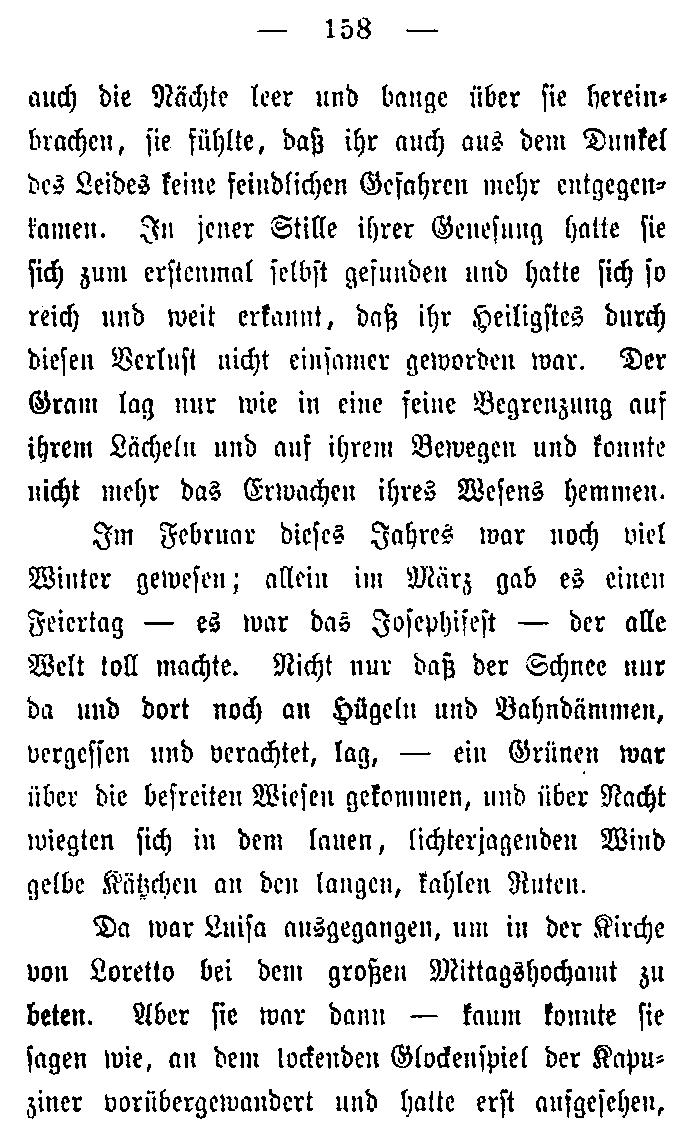 — 158 —
auch die Nächte leer und bange über sie herein-
brachen, sie fühlte, daß ihr auch aus dem Dunkel
des Leides keine feindlichen Gefahren mehr entgegen-
kamen. In jener Stille ihrer Genesung hatte sie
sich zum erstenmal selbst gefunden und hatte sich so
reich und weit erkannt, daß ihr Heiligstes durch
diesen Verlust nicht einsamer geworden war. Der
Gram lag nur wie in eine feine Begrenzung auf
ihrem Lächeln und auf ihrem Bewegen und konnte
nicht mehr das Erwachen ihres Wesens hemmen.
Im Februar dieses Jahres war noch viel
Winter gewesen; allein im März gab es einen
Feiertag — es war das Josephifest — der alle
Welt toll machte. Nicht nur daß der Schnee nur
da und dort noch an Hügeln und Bahndämmen,
vergessen und verachtet, lag, — ein Grünen war
über die befreiten Wiesen gekommen, und über Nacht
wiegten sich in dem lauen, lichterjagenden Wind
gelbe Kätzchen an den langen, kahlen Ruten.
Da war Luisa ausgegangen, um in der Kirche
von Loretto bei dem großen Mittagshochamt zu
beten. Aber sie war dann — kaum konnte sie
sagen wie, an dem lockenden Glockenspiel der Kapu-
ziner vorübergewandert und hatte erst aufgesehen,